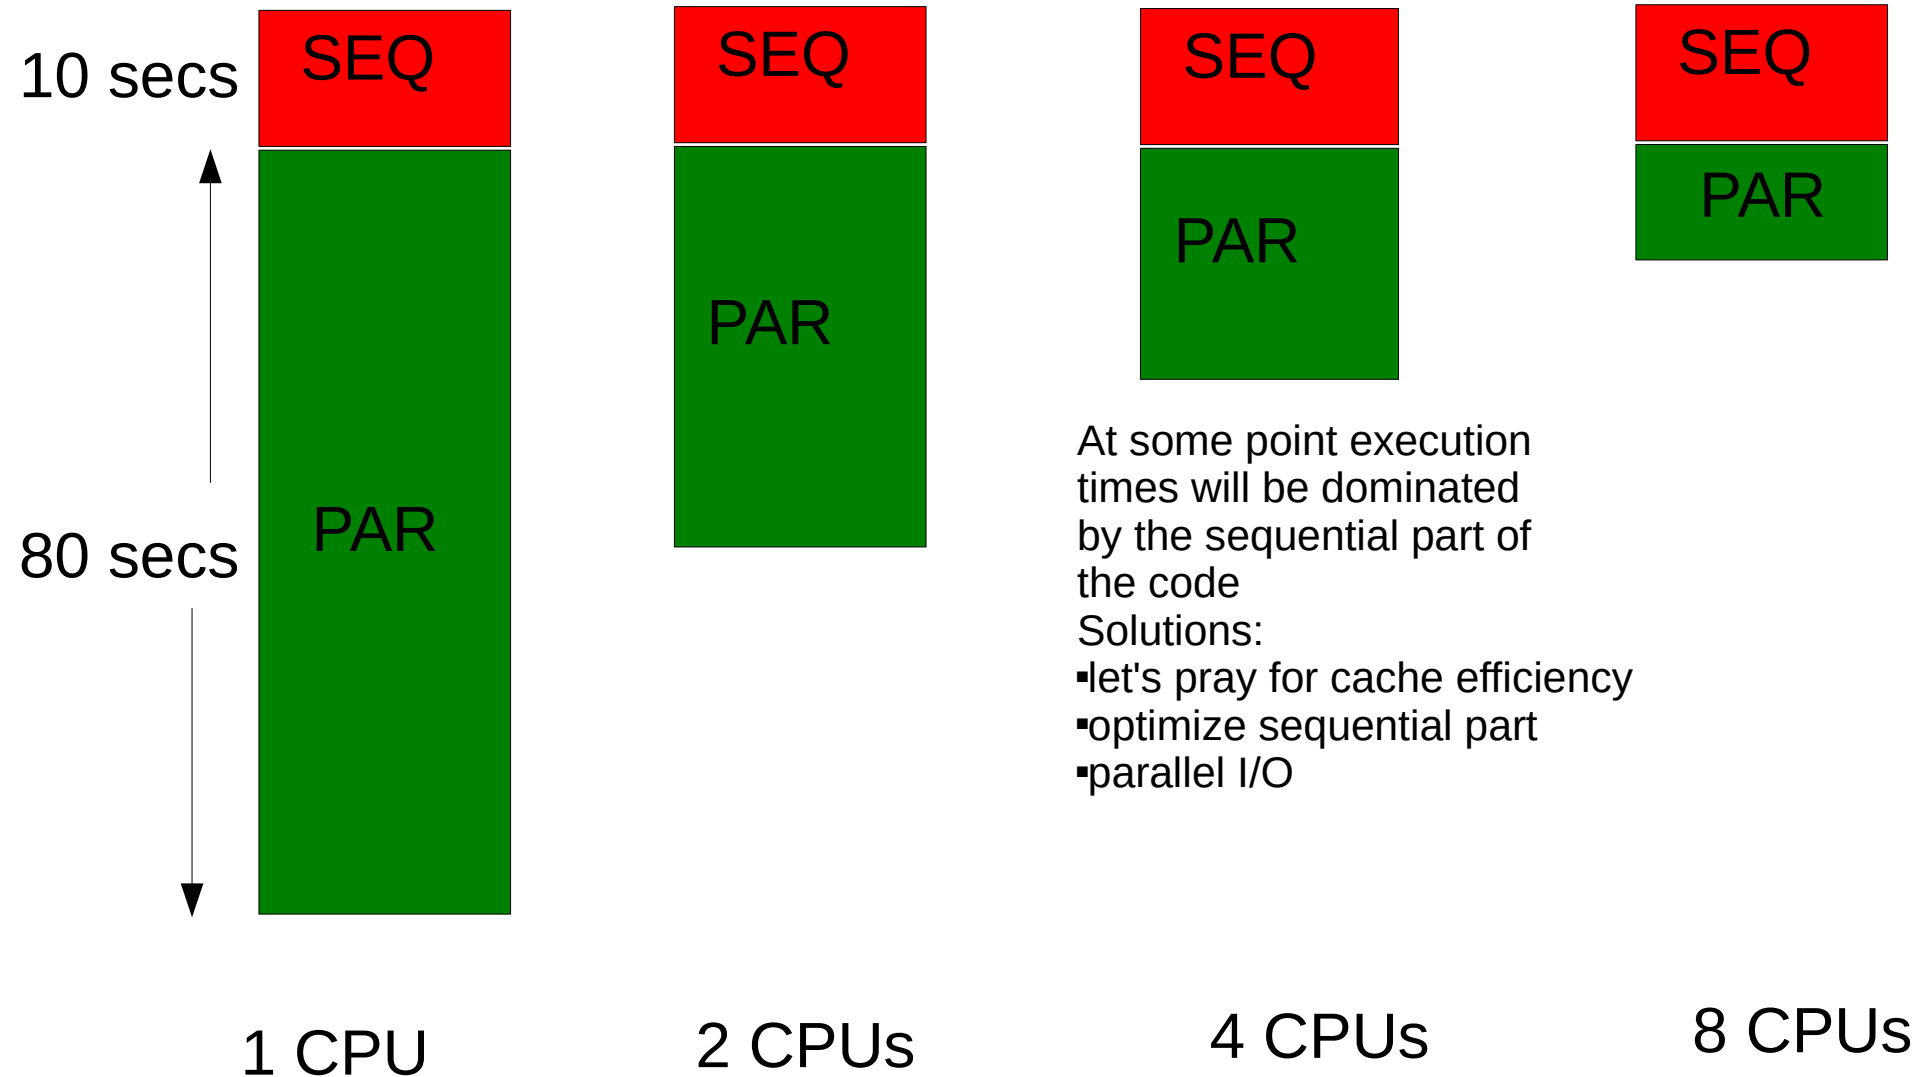 10 secs
SEQ
SEQ
SEQ
SEQ
PAR
PAR
PAR
PAR
80 secs
At some point execution
times will be dominated
by the sequential part of
the code
Solutions:
▪let's pray for cache efficiency
▪optimize sequential part
▪parallel I/O
1 CPU
2 CPUs
4 CPUs
8 CPUs